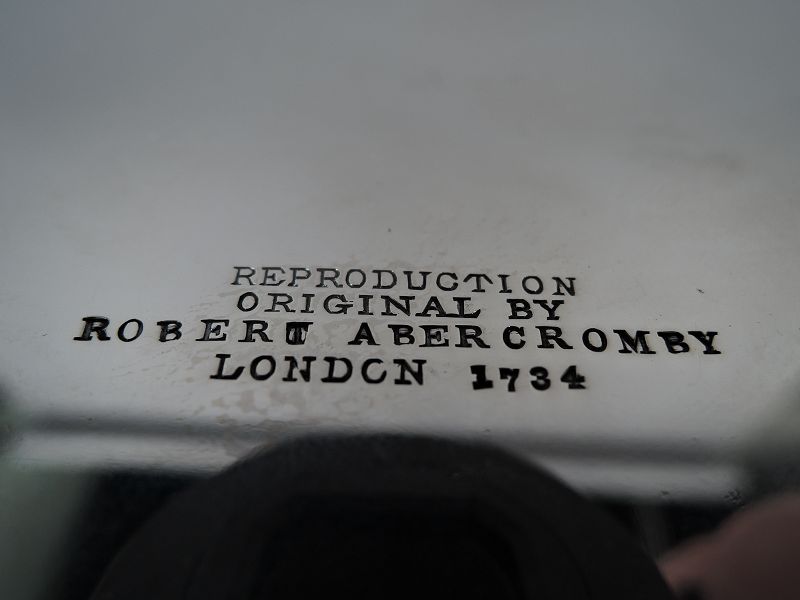 REPRODUCTION
ORIGINAL BY
ROBERT ABERCROMBY
LONDON 1734